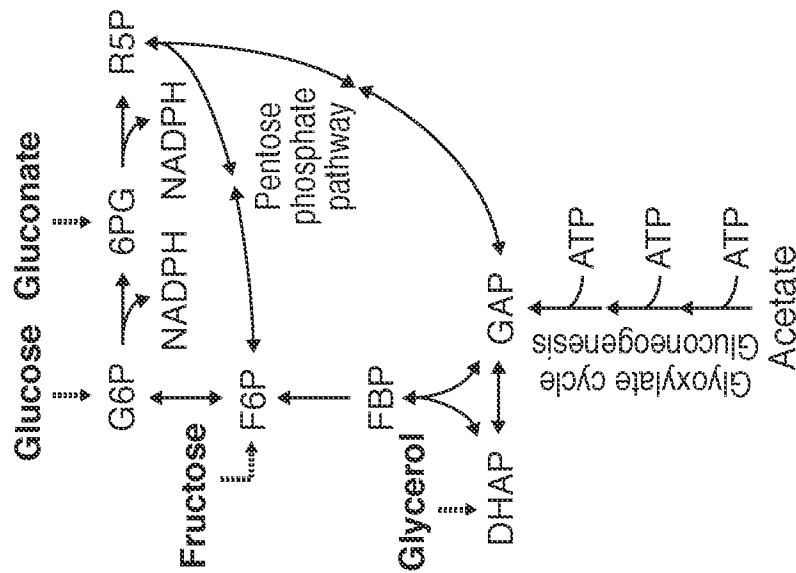 Glucose
Gluconate
G6P
6PG
R5P
NADPH
NADPH
Fructose
F6P
Pentose
phosphate
pathway
FBP
Glycerol
DHAP
GAP
Glyoxylate cycle
Gluconeogenesis
ATP
ATP
ATP
Acetate